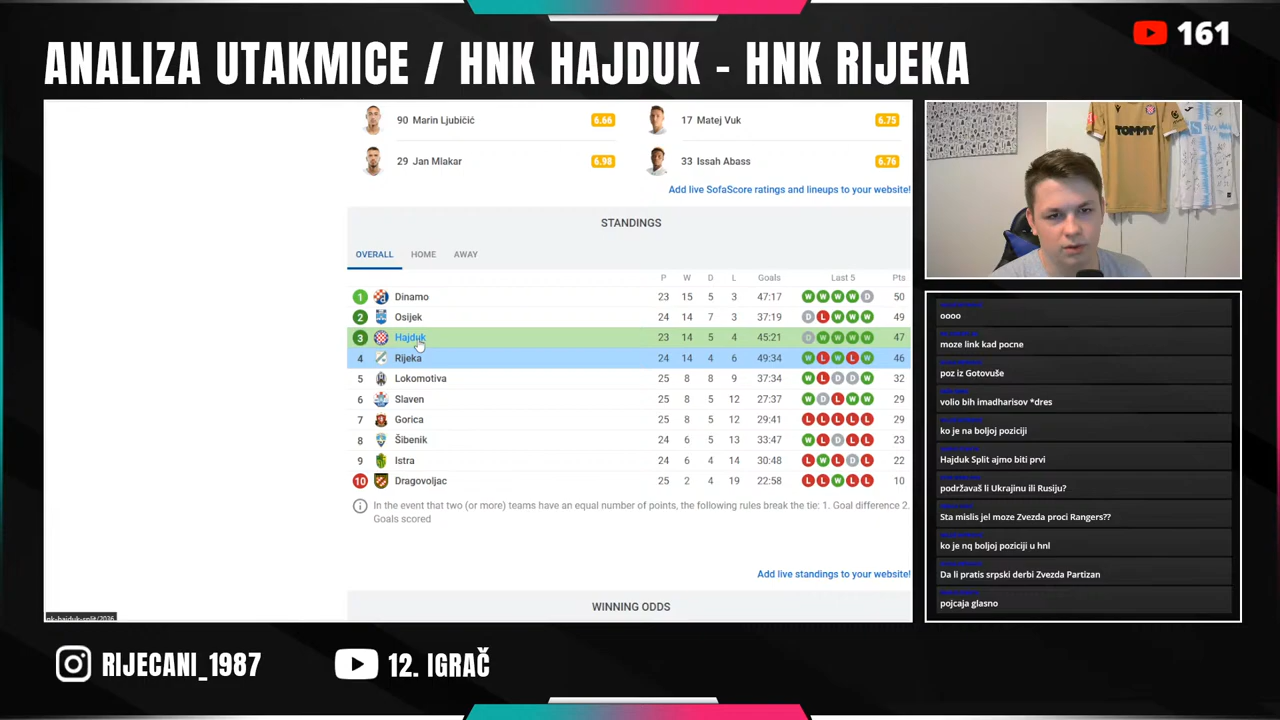 ANALIZA UTAKMICE / HNK HAJDUK - HNK RIJEKA
161
90 Marin Ljubičić 6.66 17 Matej Vuk 6.75
29 Jan Mlakar 6.98 33 Issah Abass 6.76
Add live SofaScore ratings and lineups to your website!
STANDINGS
OVERALL HOME AWAY
P W D L Goals Last 5 Pts
1 Dinamo 23 15 5 3 47:17 W W W W D 50
2 Osijek 24 14 7 3 37:19 D L W W W 49
3 Hajduk 23 14 5 4 45:21 D W W W W 47
4 Rijeka 24 14 4 6 49:34 W L W L W 46
5 Lokomotiva 25 8 8 9 37:34 W L D D W 32
6 Slaven 25 8 5 12 27:37 W D L W W 29
7 Gorica 25 8 5 12 29:41 L L L L L 29
8 Šibenik 24 6 5 13 33:47 W L D L L 23
9 Istra 24 6 4 14 30:48 L W L D L 22
10 Dragovoljac 25 2 4 19 22:58 L L W L L 10
In the event that two (or more) teams have an equal number of points, the following rules break the tie: 1. Goal difference 2.
Goals scored
Add live standings to your website!
WINNING ODDS
TOMMY
oooo
moze link kad pocne
poz iz Gotovuše
volio bih imadharisov *dres
ko je na boljoj poziciji
Hajduk Split ajmo biti prvi
podržavaš li Ukrajinu ili Rusiju?
Sta mislis jel moze Zvezda proci Rangers??
ko je nq boljoj poziciji u hnl
Da li pratis srpski derbi Zvezda Partizan
pojcaja glasno
RIJECANI_1987
12. IGRAČ